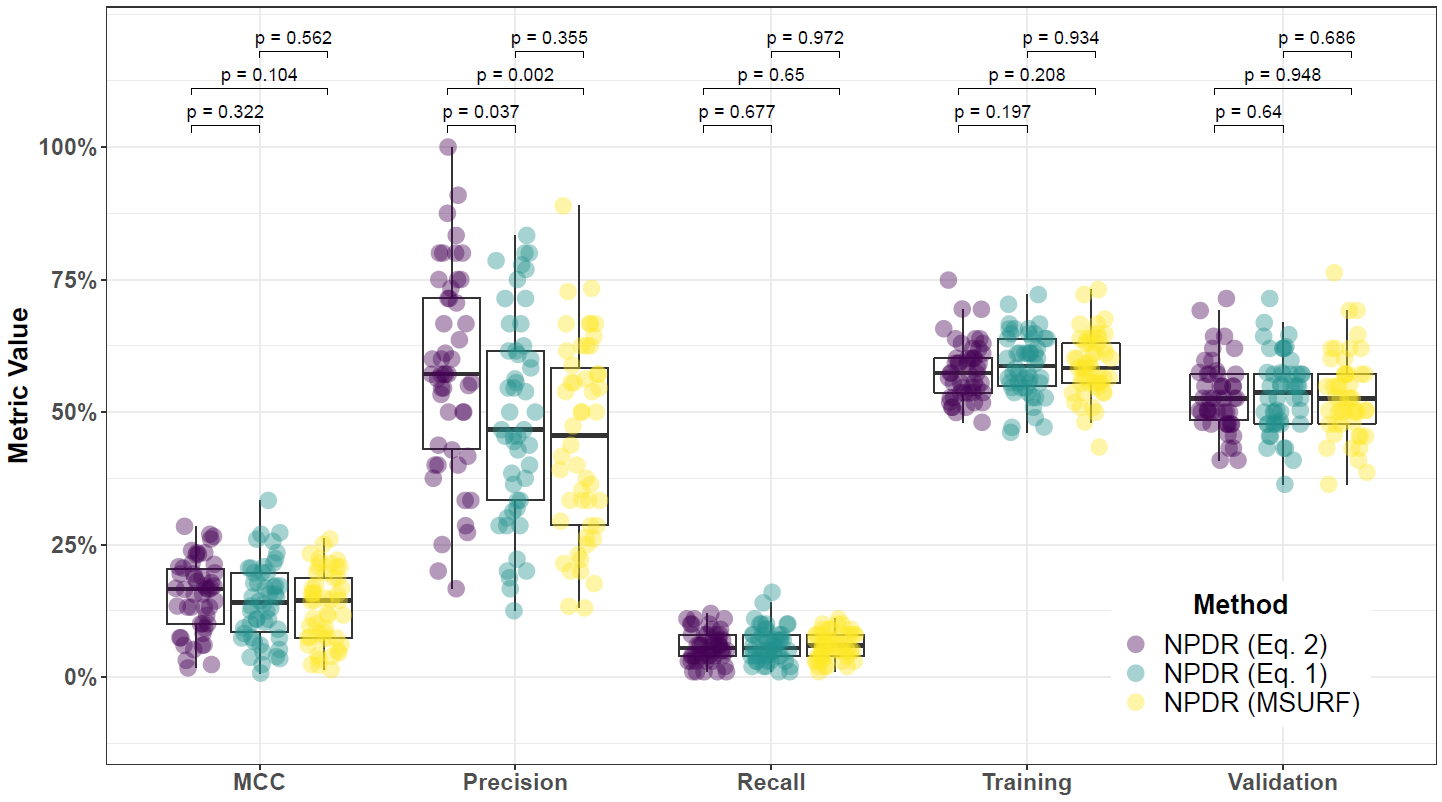 p = 0.562
p = 0.355
p = 0.972
p = 0.934
p = 0.686
p = 0.104
p = 0.002
p = 0.65
p = 0.208
p = 0.948
p = 0.322
p = 0.037
p = 0.677
p = 0.197
p = 0.64
100%
75%
50%
25%
0%
Metric Value
Method
NPDR (Eq. 2)
NPDR (Eq. 1)
NPDR (MSURF)
MCC
Precision
Recall
Training
Validation